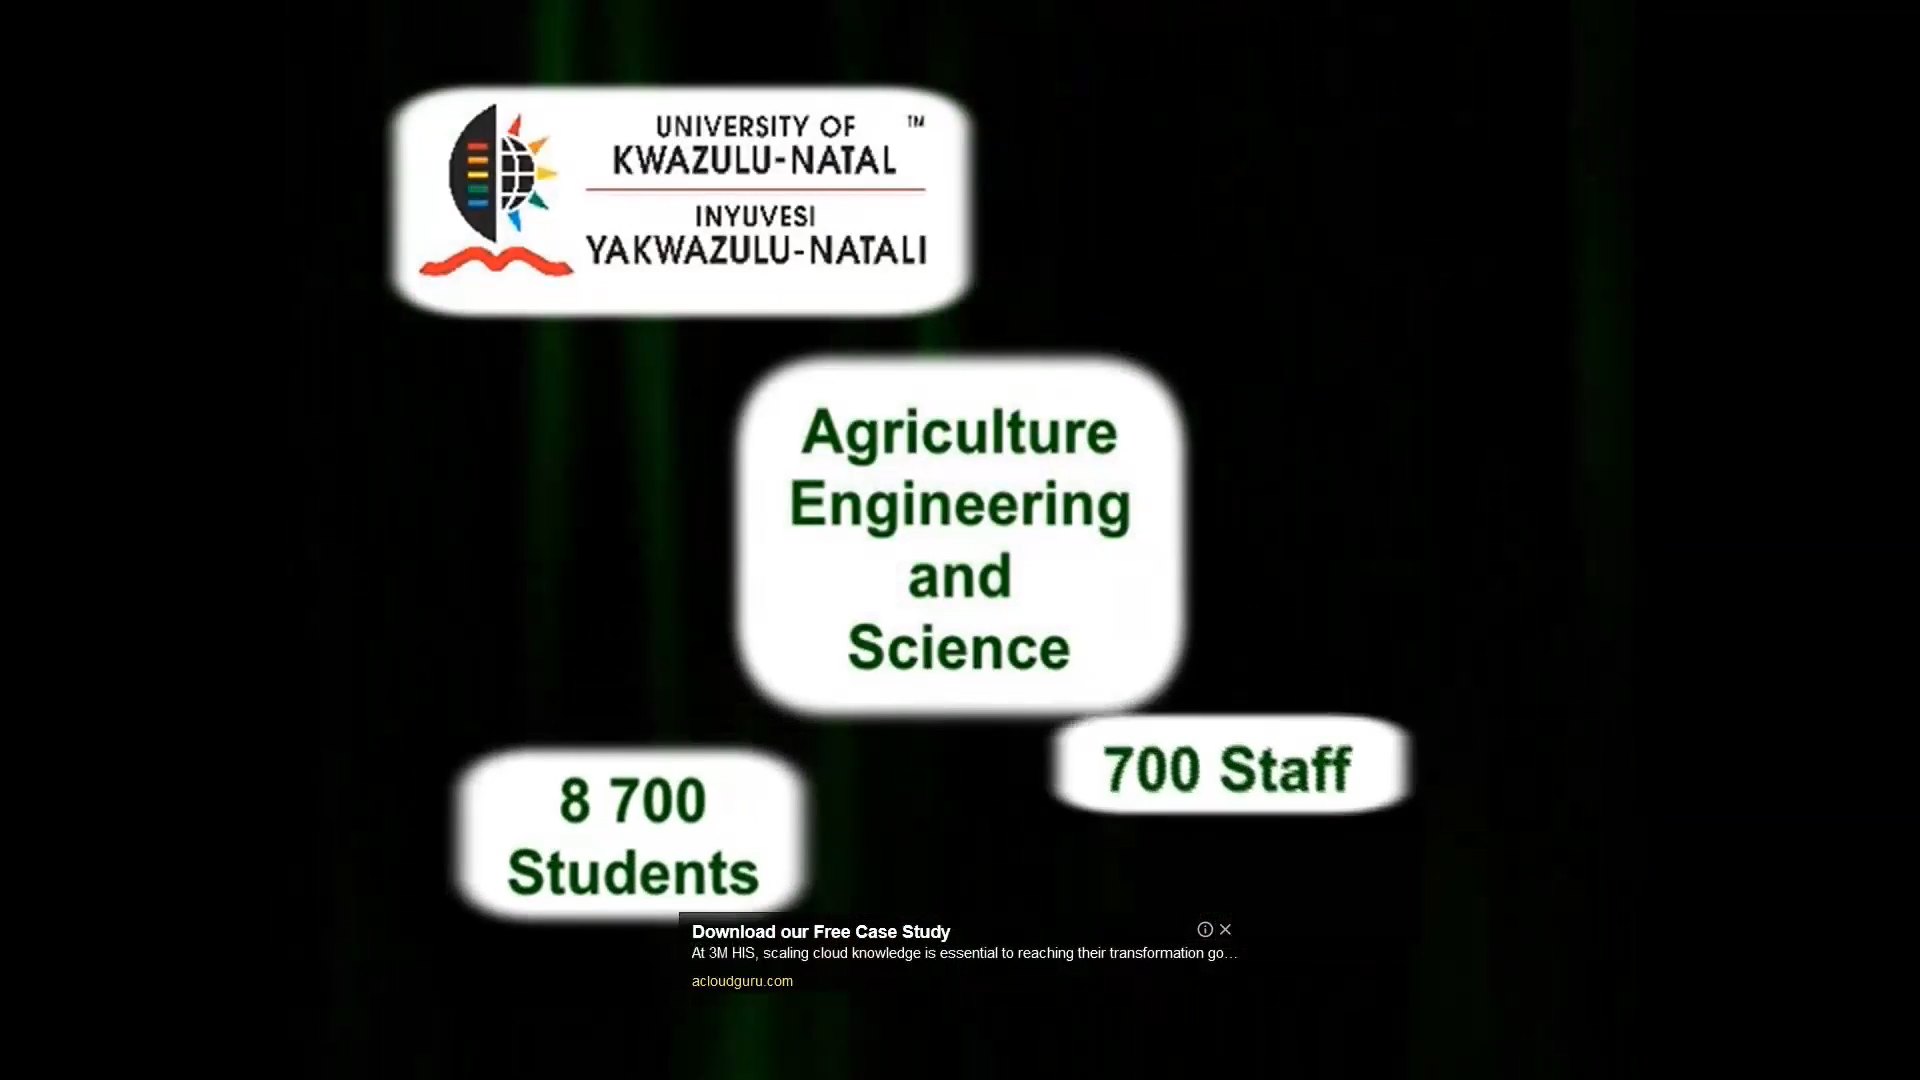 UNIVERSITY OF ™
KWAZULU-NATAL
INYUVESI
YAKWAZULU-NATALI
Agriculture
Engineering
and
Science
700 Staff
8 700
Students
Download our Free Case Study
At 3M HIS, scaling cloud knowledge is essential to reaching their transformation go...
acloudguru.com